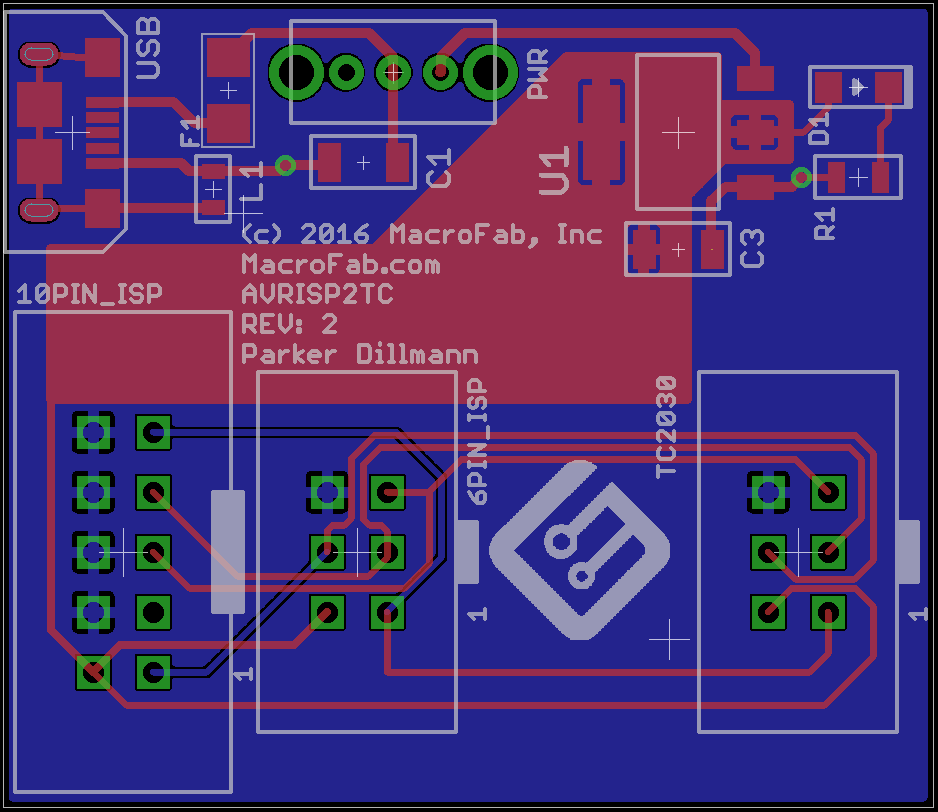 USB
F1
L1
PWR
C1
U1
D1
R1
C3
(c) 2016 MacroFab, Inc
MacroFab.com
AVRISP2TC
REV: 2
Parker Dillmann
10PIN_ISP
6PIN_ISP
TC2030
1
1
1